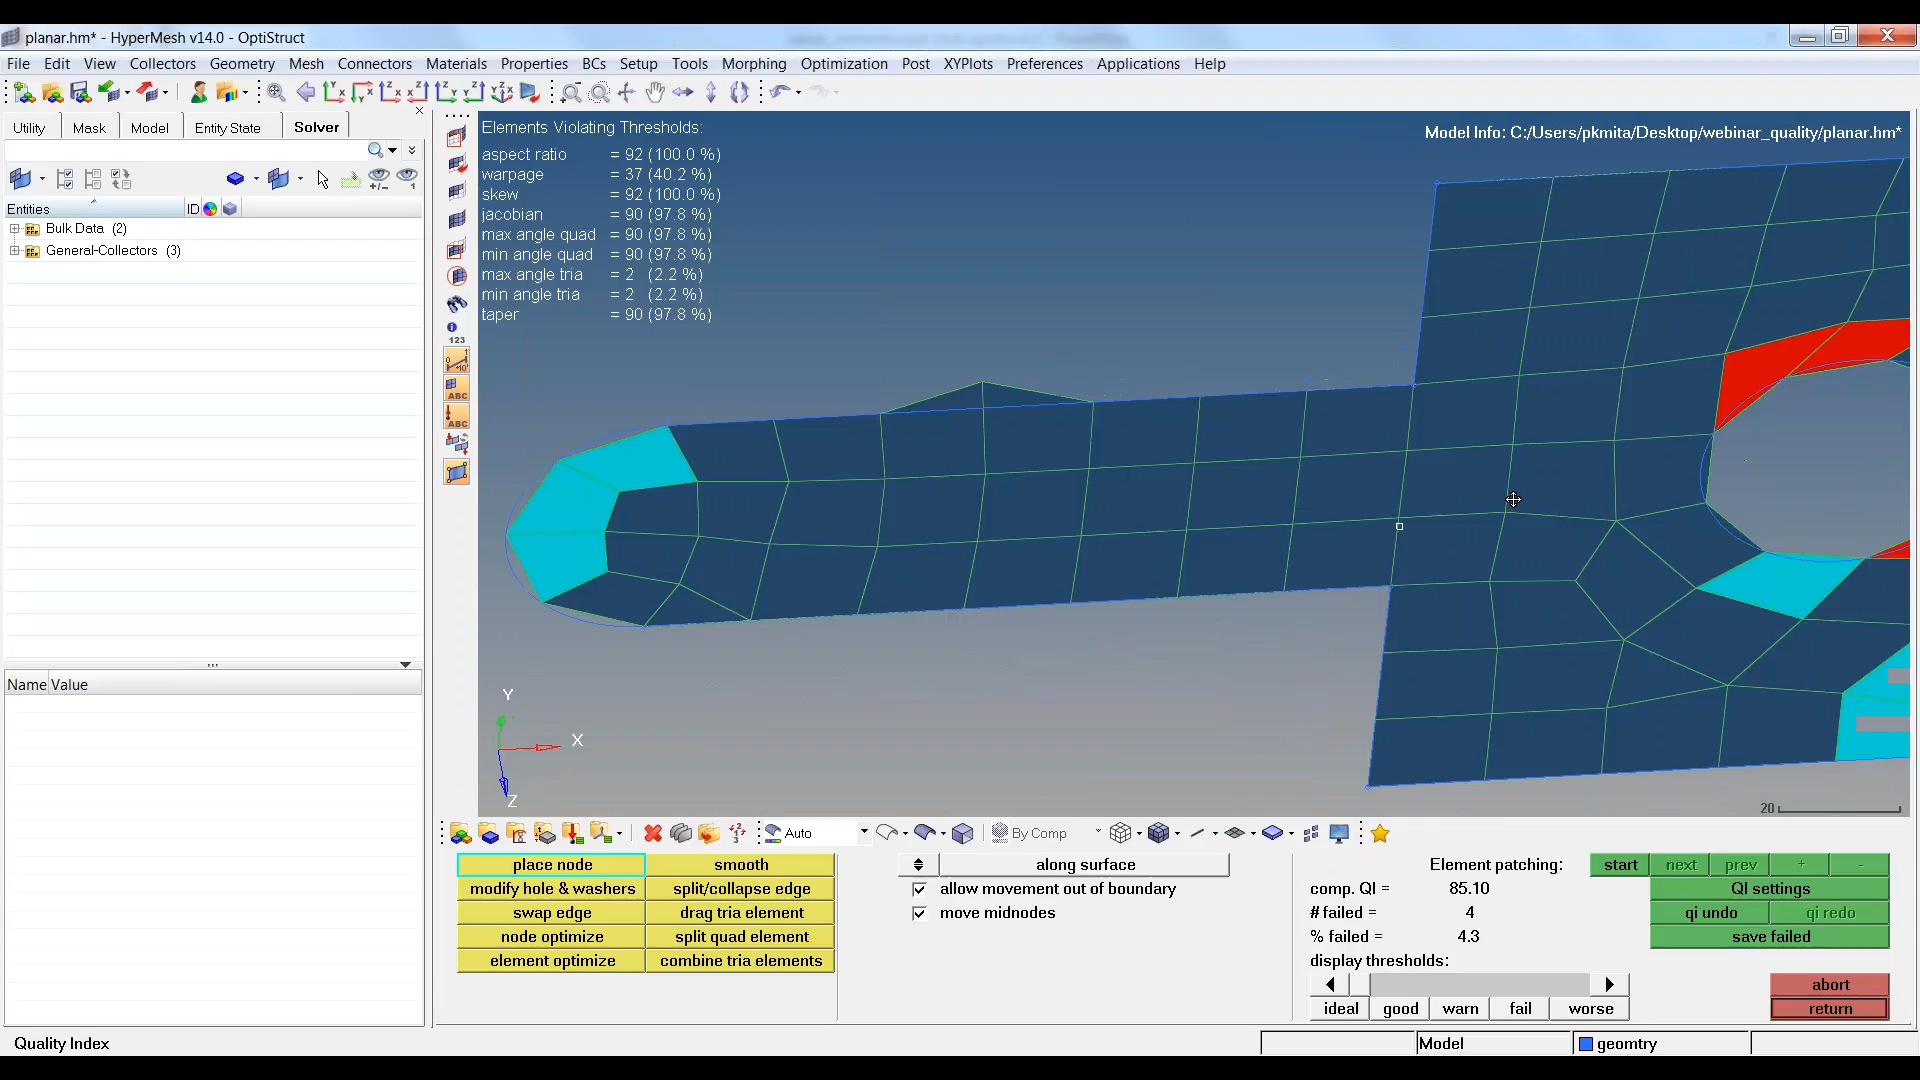 planar.hm* - HyperMesh v14.0 - OptiStruct
File Edit View Collectors Geometry Mesh Connectors Materials Properties BCs Setup Tools Morphing Optimization Post XYPlots Preferences Applications Help
Utility Mask Model Entity State Solver
Entities ID
Bulk Data (2)
General-Collectors (3)
Name Value
123
ABC
ABC
Elements Violating Thresholds:
aspect ratio = 92 (100.0 %)
warpage = 37 (40.2 %)
skew = 92 (100.0 %)
jacobian = 90 (97.8 %)
max angle quad = 90 (97.8 %)
min angle quad = 90 (97.8 %)
max angle tria = 2 (2.2 %)
min angle tria = 2 (2.2 %)
taper = 90 (97.8 %)
Model Info: C:/Users/pkmita/Desktop/webinar_quality/planar.hm*
Y
X
Z
20
Auto
By Comp
place node smooth
modify hole & washers split/collapse edge
swap edge drag tria element
node optimize split quad element
element optimize combine tria elements
along surface
allow movement out of boundary
move midnodes
Element patching: start next prev + -
comp. QI = 85.10 QI settings
# failed = 4 qi undo qi redo
% failed = 4.3 save failed
display thresholds:
abort
ideal good warn fail worse return
Quality Index
Model
geomtry